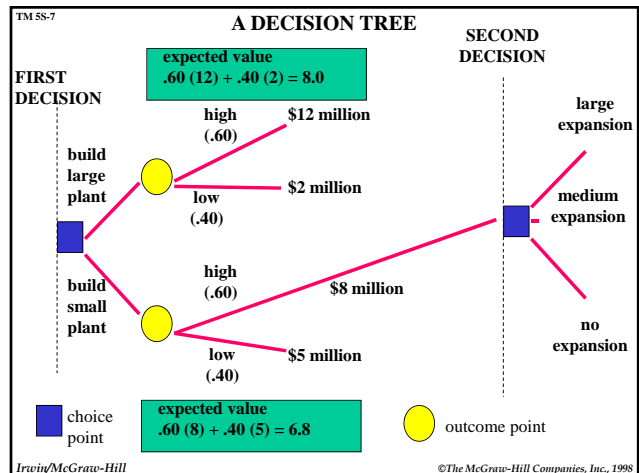 TM 5S-7
A DECISION TREE
SECOND
DECISION
expected value
.60 (12) + .40 (2) = 8.0
FIRST
DECISION
high
(.60)
$12 million
large
expansion
build
large
plant
low
(.40)
$2 million
medium
expansion
high
(.60)
$8 million
build
small
plant
low
(.40)
$5 million
no
expansion
choice
point
expected value
.60 (8) + .40 (5) = 6.8
outcome point
Irwin/McGraw-Hill
©The McGraw-Hill Companies, Inc., 1998